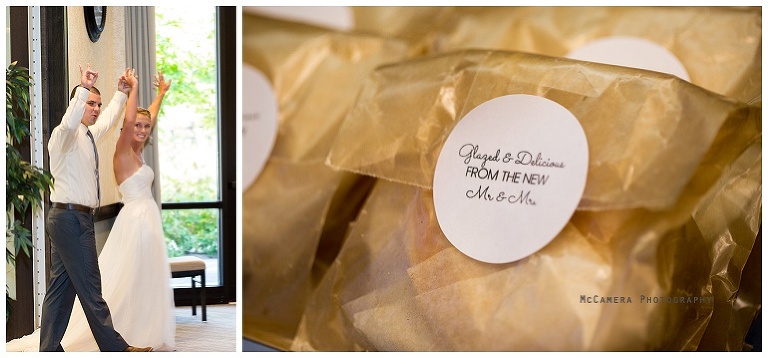 Glazed & Delicious
FROM THE NEW
Mr. & Mrs.
McCamera Photography